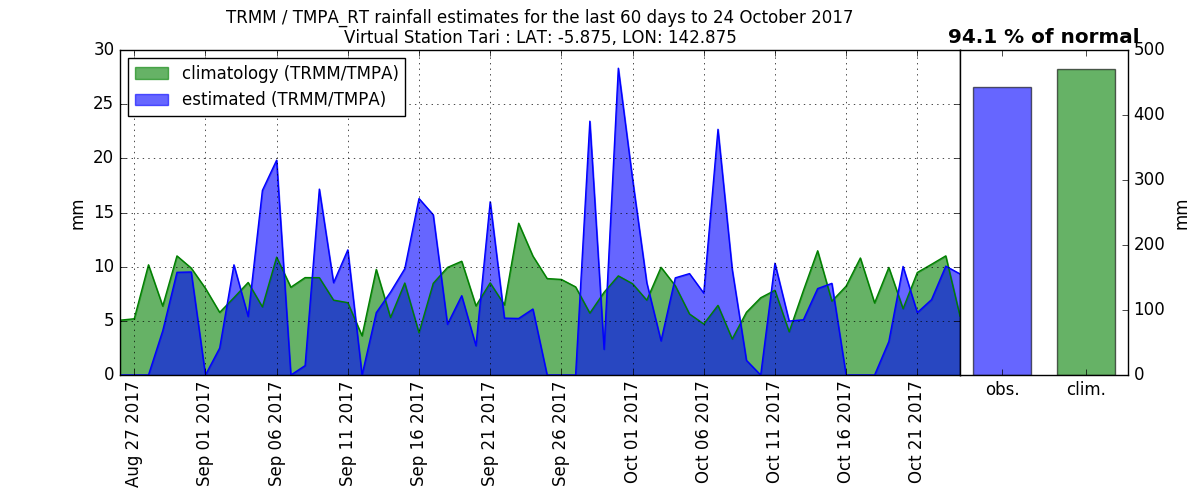 TRMM / TMPA_RT rainfall estimates for the last 60 days to 24 October 2017
Virtual Station Tari : LAT: -5.875, LON: 142.875
94.1 % of normal
climatology (TRMM/TMPA)
estimated (TRMM/TMPA)
30
25
20
15
10
5
0
mm
Aug 27 2017
Sep 01 2017
Sep 06 2017
Sep 11 2017
Sep 16 2017
Sep 21 2017
Sep 26 2017
Oct 01 2017
Oct 06 2017
Oct 11 2017
Oct 16 2017
Oct 21 2017
500
400
300
200
100
0
mm
obs.
clim.